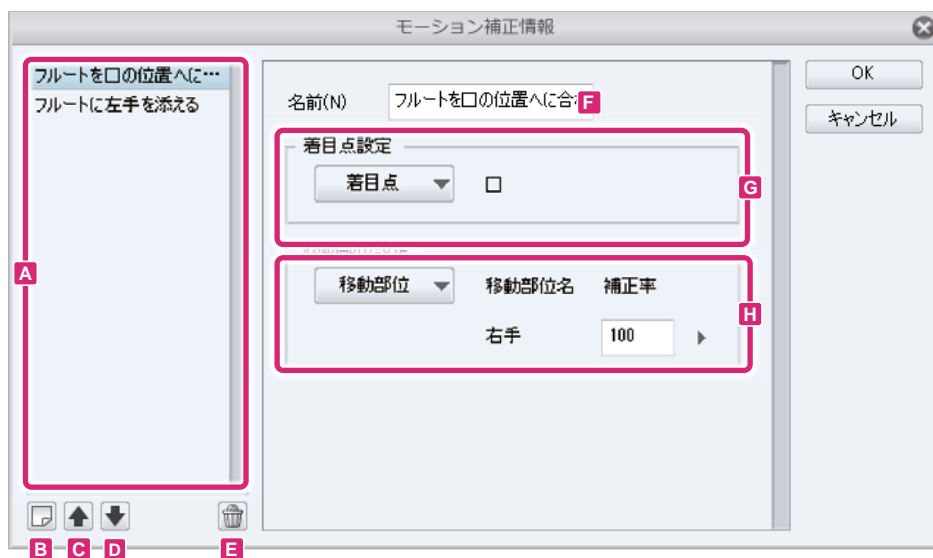 モーション補正情報
フルートを口の位置へに…
フルートに左手を添える
A
B
C
D
E
名前(N)
フルートを口の位置へに合
F
着目点設定
着目点
口
G
移動部位
移動部位名
補正率
右手
100
H
OK
キャンセル